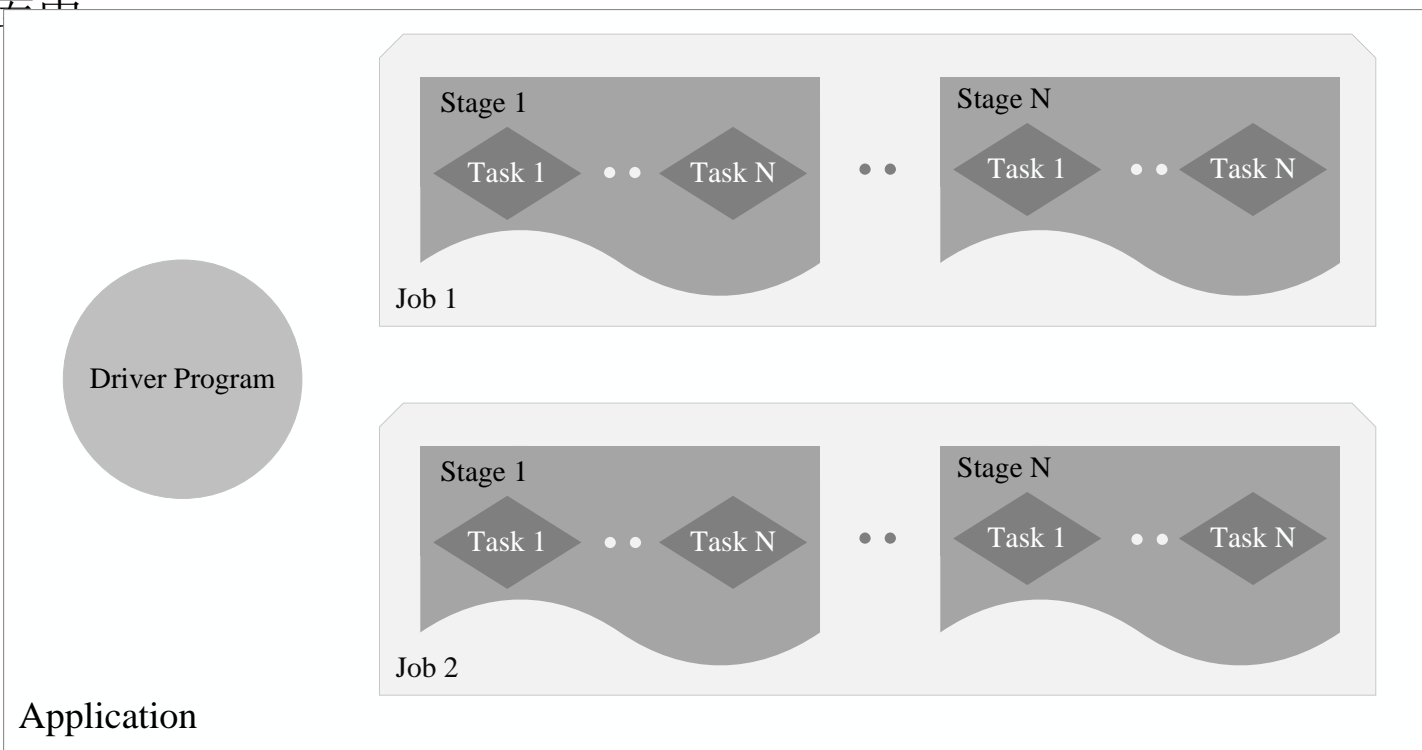 Stage 1
Stage N
Task 1
Task N
Task 1
Task N
Job 1
Driver Program
Stage 1
Stage N
Task 1
Task N
Task 1
Task N
Job 2
Application